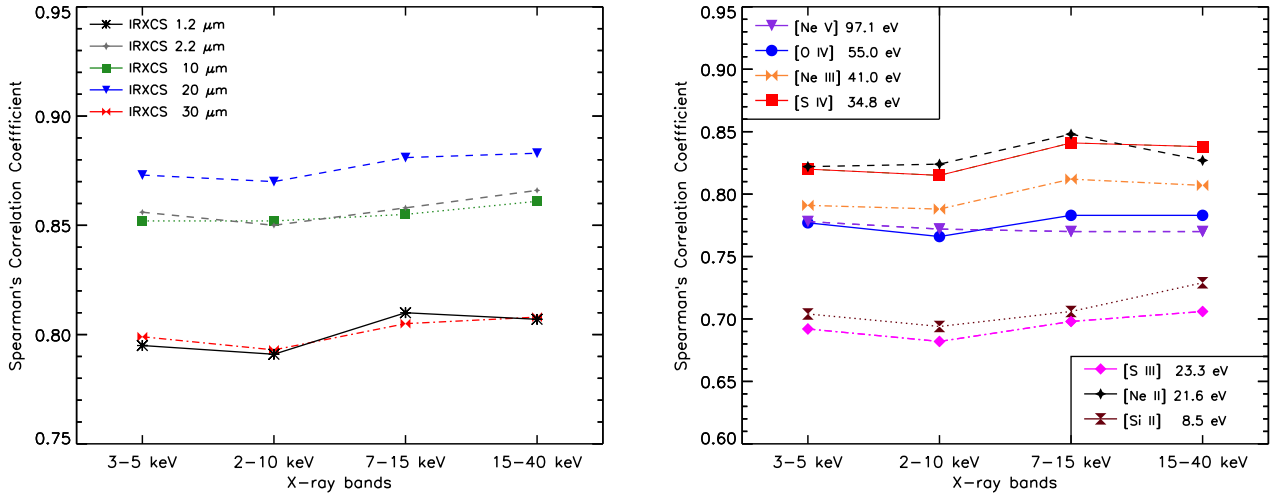 0.95
0.90
0.85
0.80
0.75
Spearman's Correlation Coeffficient
IRXCS 1.2 μm
IRXCS 2.2 μm
IRXCS 10 μm
IRXCS 20 μm
IRXCS 30 μm
3–5 keV 2–10 keV 7–15 keV 15–40 keV
X–ray bands
0.95
0.90
0.85
0.80
0.75
0.70
0.65
0.60
Spearman's Correlation Coefficient
[Ne V] 97.1 eV
[O IV] 55.0 eV
[Ne III] 41.0 eV
[S IV] 34.8 eV
[S III] 23.3 eV
[Ne II] 21.6 eV
[Si II] 8.5 eV
3–5 keV 2–10 keV 7–15 keV 15–40 keV
X–ray bands